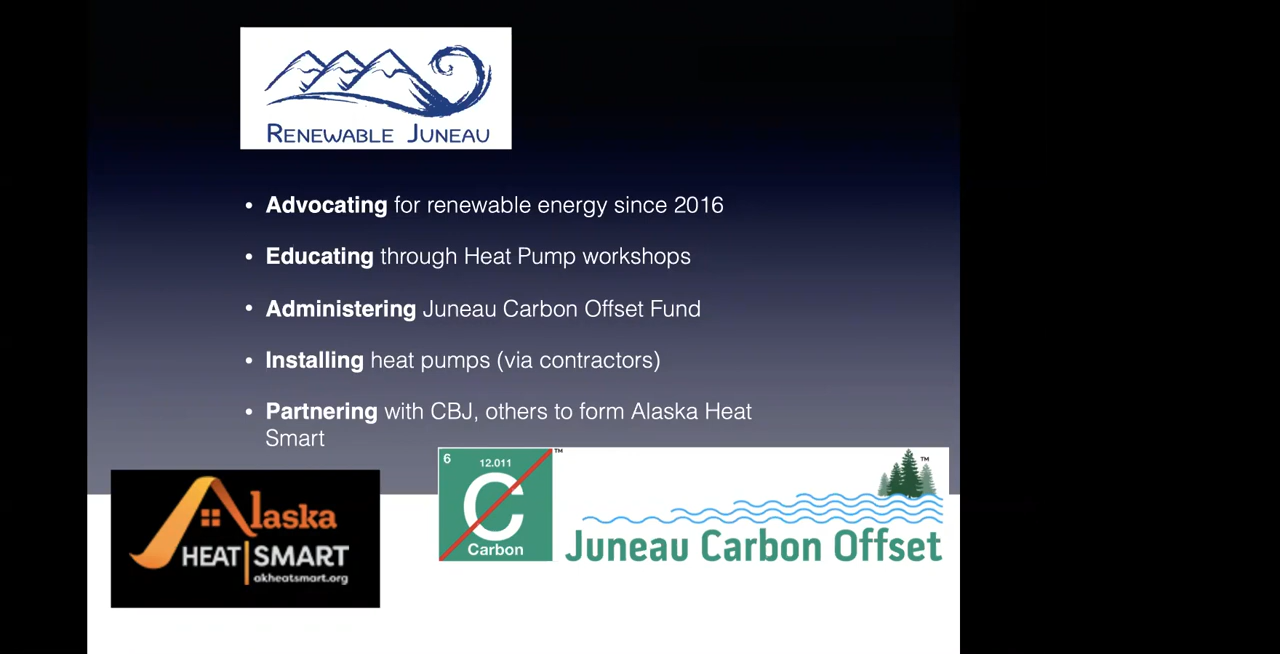 RENEWABLE JUNEAU
• Advocating for renewable energy since 2016
• Educating through Heat Pump workshops
• Administering Juneau Carbon Offset Fund
• Installing heat pumps (via contractors)
• Partnering with CBJ, others to form Alaska Heat
Smart
Alaska
HEAT SMART
akheatsmart.org
6
12.011
C
Carbon
™
™
Juneau Carbon Offset